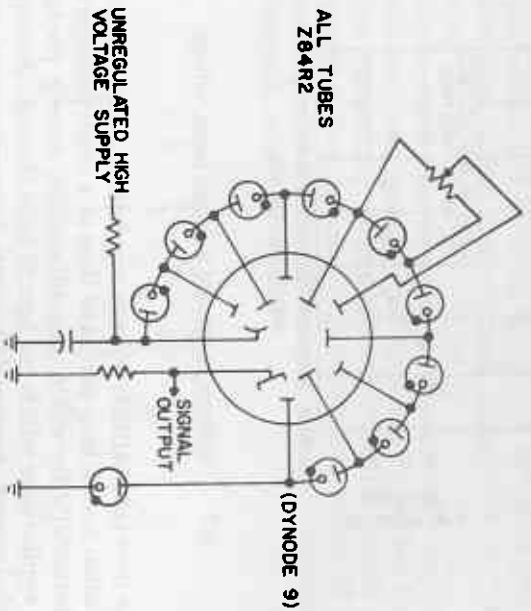 ALL TUBES
Z84R2
UNREGULATED HIGH
VOLTAGE SUPPLY
SIGNAL
OUTPUT
(DYNODE 9)